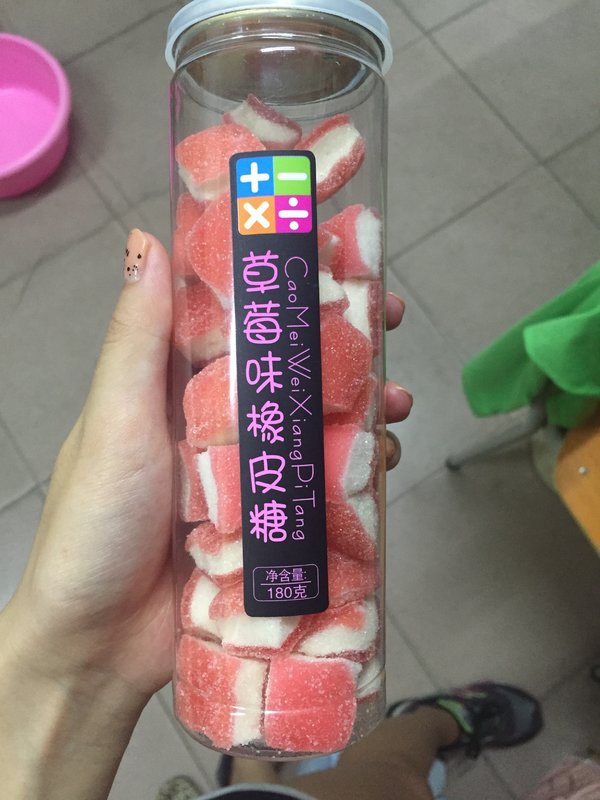 + −
× ÷
草莓味橡皮糖
CaoMeiWeiXiangPiTang
净含量:
180克